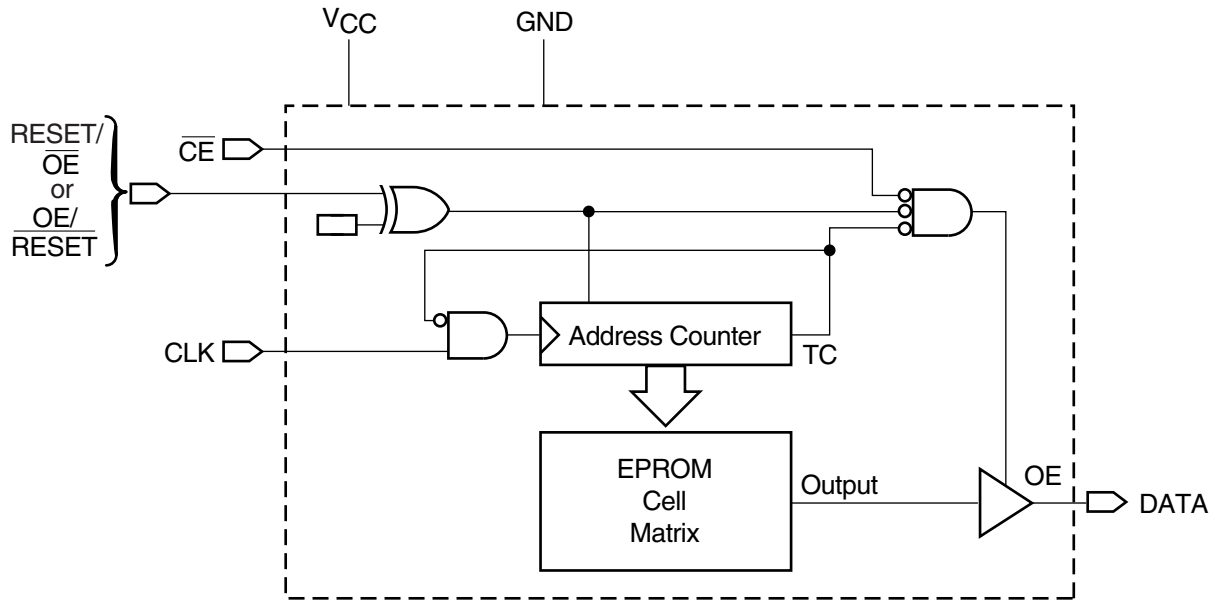 VCC
GND
RESET/
OE
or
OE/
RESET
CE
CLK
Address Counter
TC
EPROM
Cell
Matrix
Output
OE
DATA